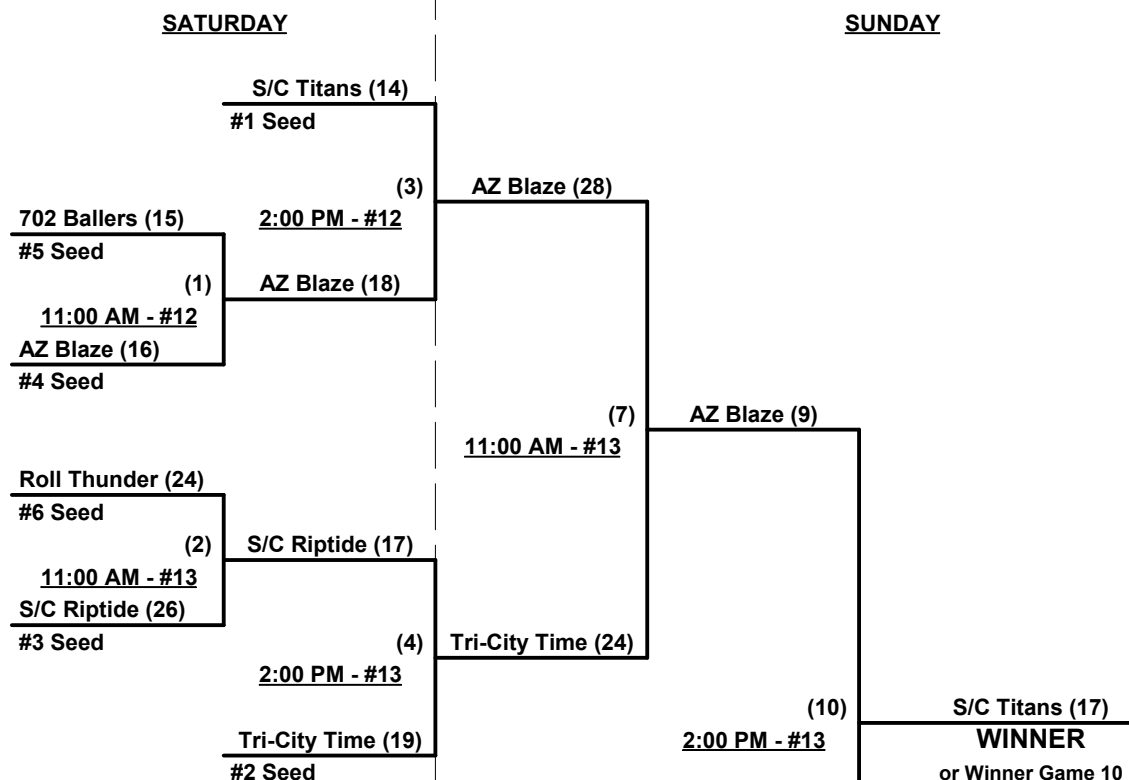 SATURDAY
SUNDAY
S/C Titans (14)
#1 Seed
(3)
AZ Blaze (28)
702 Ballers (15)
2:00 PM - #12
#5 Seed
(1)
AZ Blaze (18)
11:00 AM - #12
AZ Blaze (16)
#4 Seed
(7)
AZ Blaze (9)
11:00 AM - #13
Roll Thunder (24)
#6 Seed
(2)
S/C Riptide (17)
11:00 AM - #13
S/C Riptide (26)
#3 Seed
(4)
Tri-City Time (24)
2:00 PM - #13
(10)
S/C Titans (17)
Tri-City Time (19)
2:00 PM - #13
WINNER
#2 Seed
or Winner Game 10